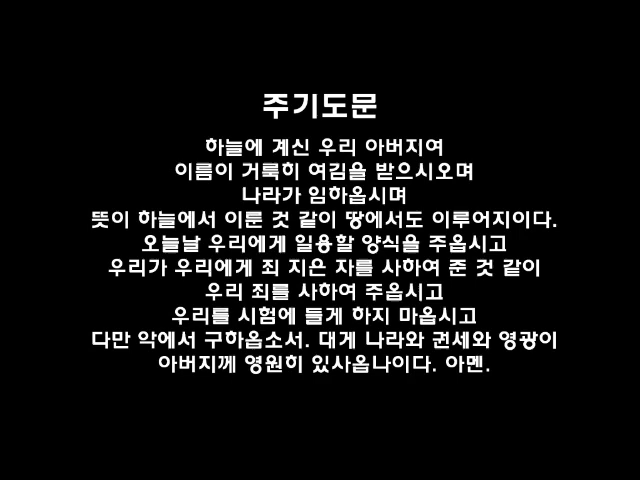 주기도문
하늘에 계신 우리 아버지여
이름이 거룩히 여김을 받으시오며
나라가 임하옵시며
뜻이 하늘에서 이룬 것 같이 땅에서도 이루어지이다.
오늘날 우리에게 일용할 양식을 주옵시고
우리가 우리에게 죄 지은 자를 사하여 준 것 같이
우리 죄를 사하여 주옵시고
우리를 시험에 들게 하지 마옵시고
다만 악에서 구하옵소서. 대게 나라와 권세와 영광이
아버지께 영원히 있사옵나이다. 아멘.